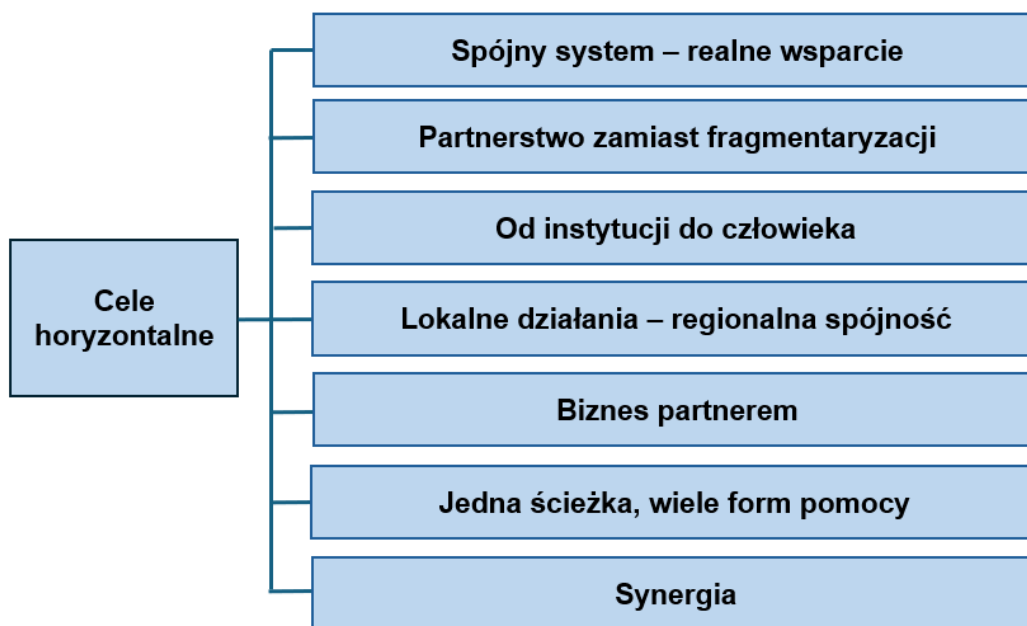 Spójny system – realne wsparcie
Partnerstwo zamiast fragmentaryzacji
Od instytucji do człowieka
Cele
horyzontalne
Lokalne działania – regionalna spójność
Biznes partnerem
Jedna ścieżka, wiele form pomocy
Synergia